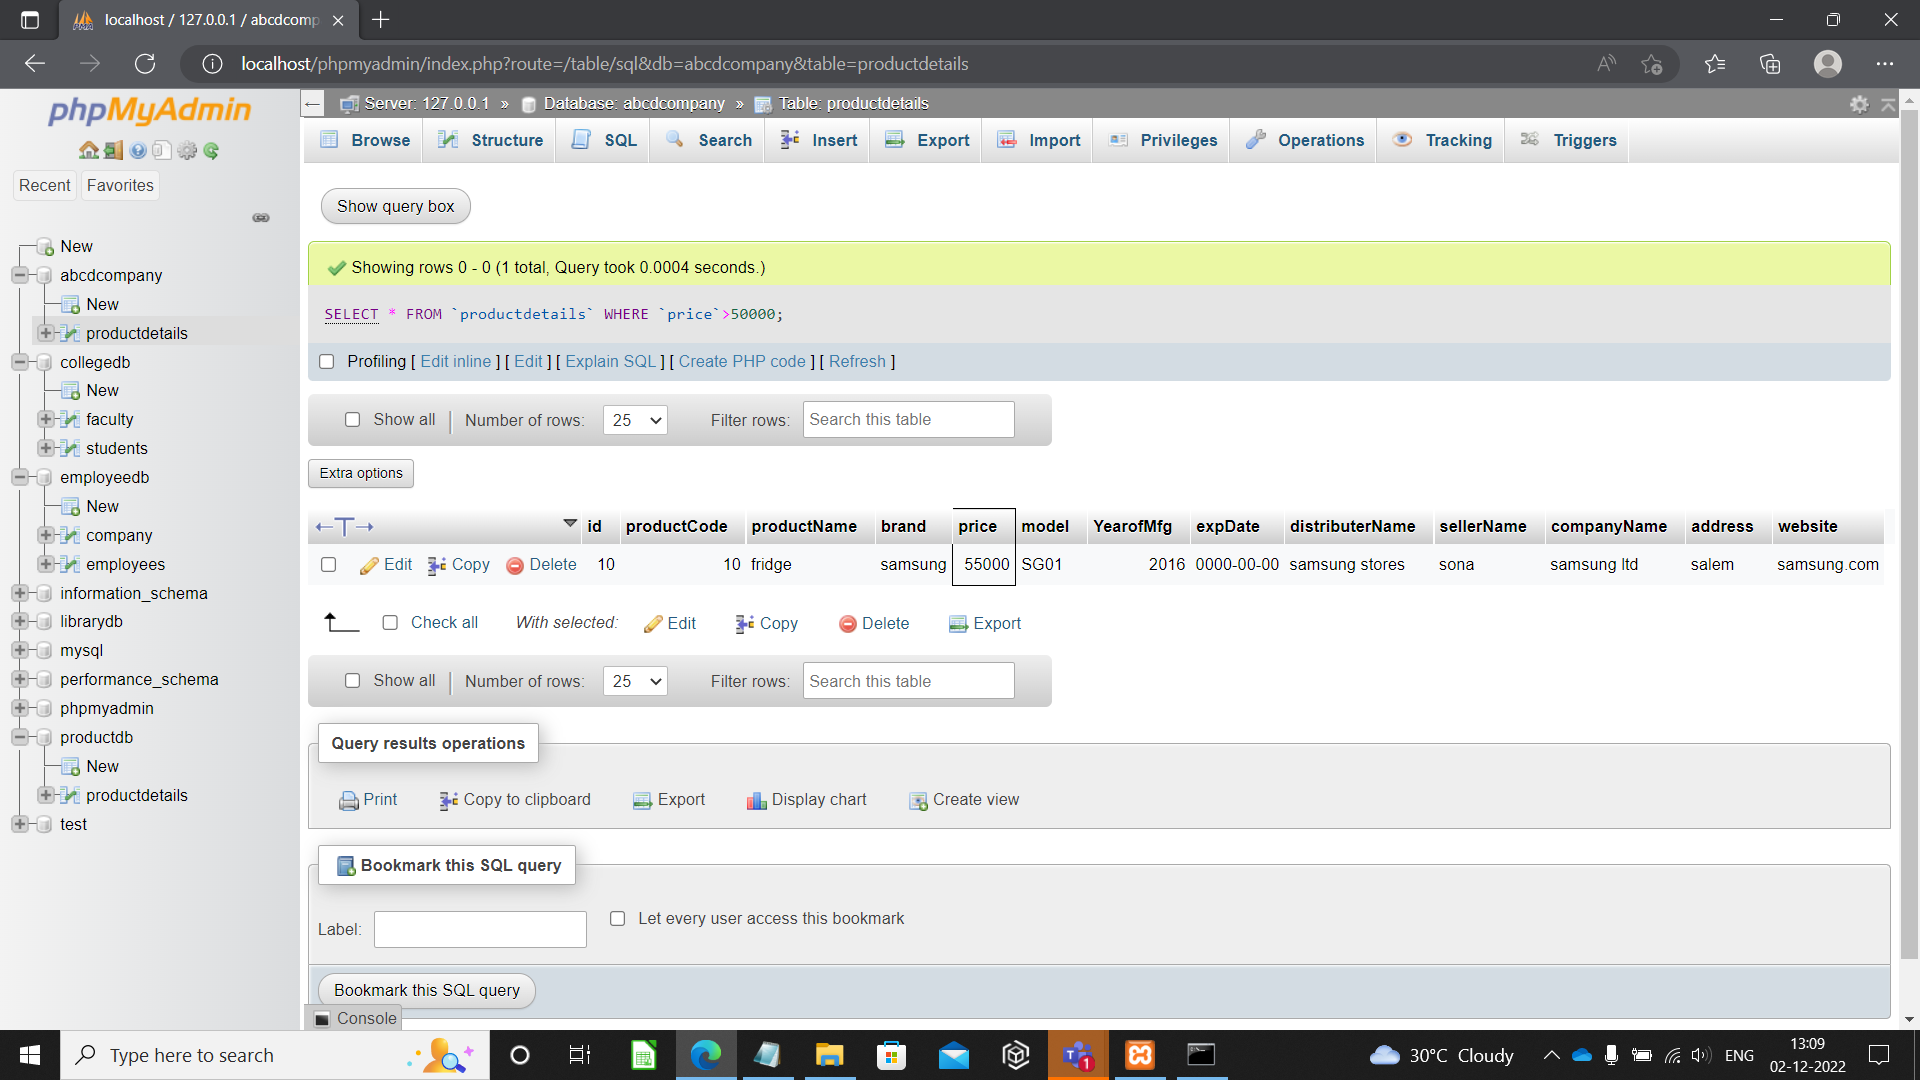 localhost / 127.0.0.1 / abcdcomp
localhost/phpmyadmin/index.php?route=/table/sql&db=abcdcompany&table=productdetails
phpMyAdmin
Recent Favorites
New
abcdcompany
New
productdetails
collegedb
New
faculty
students
employeedb
New
company
employees
information_schema
librarydb
mysql
performance_schema
phpmyadmin
productdb
New
productdetails
test
Server: 127.0.0.1 » Database: abcdcompany » Table: productdetails
Browse Structure SQL Search Insert Export Import Privileges Operations Tracking Triggers
Show query box
Showing rows 0 - 0 (1 total, Query took 0.0004 seconds.)
SELECT * FROM `productdetails` WHERE `price`>50000;
Profiling [ Edit inline ] [ Edit ] [ Explain SQL ] [ Create PHP code ] [ Refresh ]
Show all Number of rows: 25 Filter rows: Search this table
Extra options
←T→ id productCode productName brand price model YearofMfg expDate distributerName sellerName companyName address website
Edit Copy Delete 10 10 fridge samsung 55000 SG01 2016 0000-00-00 samsung stores sona samsung ltd salem samsung.com
Check all With selected: Edit Copy Delete Export
Show all Number of rows: 25 Filter rows: Search this table
Query results operations
Print Copy to clipboard Export Display chart Create view
Bookmark this SQL query
Label: Let every user access this bookmark
Bookmark this SQL query
Console
Type here to search
1
30°C Cloudy
ENG
13:09
02-12-2022